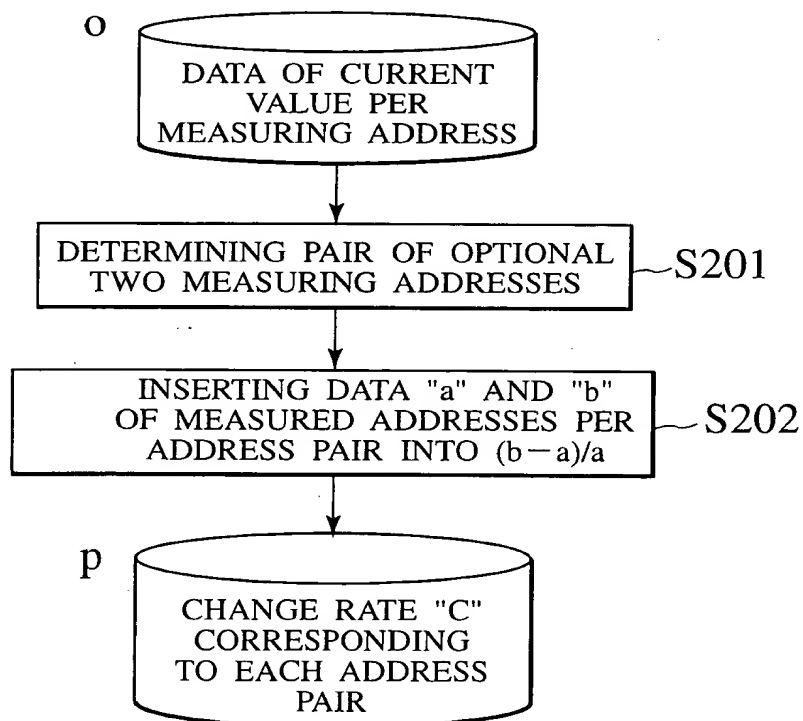 o
DATA OF CURRENT
VALUE PER
MEASURING ADDRESS
DETERMINING PAIR OF OPTIONAL
TWO MEASURING ADDRESSES
S201
INSERTING DATA "a" AND "b"
OF MEASURED ADDRESSES PER
ADDRESS PAIR INTO (b－a)/a
S202
p
CHANGE RATE "C"
CORRESPONDING
TO EACH ADDRESS
PAIR